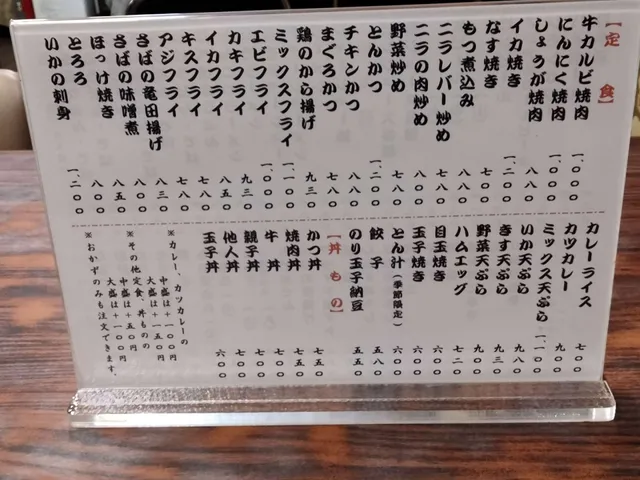 【定食】
牛カルビ焼肉 一、〇〇〇
にんにく焼肉 一、〇〇〇
しょうが焼肉 八八〇
イカ焼き 一、二〇〇
なす焼き 七〇〇
もつ煮込み 八八〇
ニラレバー炒め 七八〇
ニラの肉炒め 八〇〇
野菜炒め 七八〇
とんかつ 一、二〇〇
チキンかつ 八八〇
まぐろかつ 七八〇
鶏のから揚げ 九三〇
ミックスフライ 一、一〇〇
エビフライ 一、〇〇〇
カキフライ 九三〇
イカフライ 八五〇
キスフライ 七八〇
アジフライ 七八〇
さばの竜田揚げ 八三〇
さばの味噌煮 八〇〇
ほっけ焼き 八五〇
とろろ 八〇〇
いかの刺身 一、二〇〇
カレーライス 七〇〇
カツカレー 九〇〇
ミックス天ぷら 一、一〇〇
いか天ぷら 九八〇
きす天ぷら 九三〇
野菜天ぷら 九〇〇
ハムエッグ 七二〇
目玉焼き 六〇〇
玉子焼き 六〇〇
とん汁(季節限定) 六〇〇
餃子 五八〇
のり玉子納豆 五五〇
【丼もの】
かつ丼 七五〇
焼肉丼 七五〇
牛丼 七〇〇
親子丼 七〇〇
他人丼 七〇〇
玉子丼 六〇〇
※カレー、カツカレーの
中盛は+一〇〇円
大盛は+一五〇円
※その他定食、丼ものの
中盛は+五〇円
大盛は+一〇〇円
※おかずのみも注文できます。